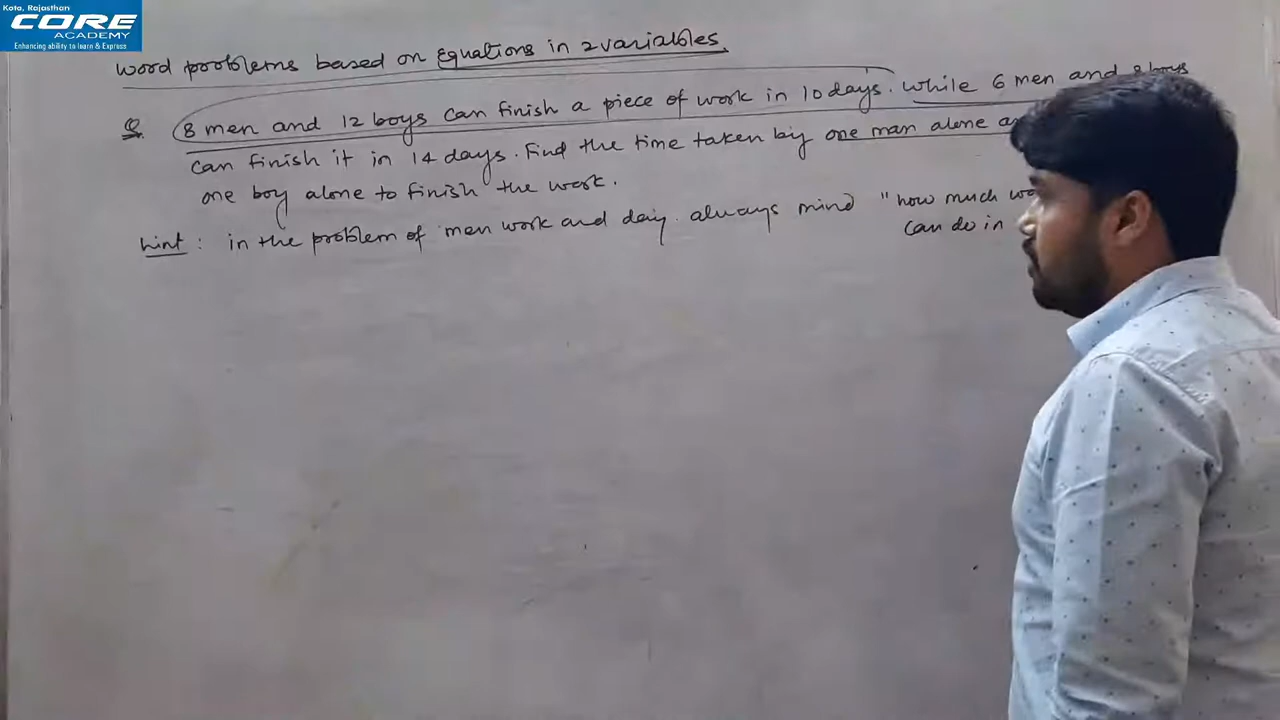 Kota, Rajasthan
CORE
ACADEMY
Enhancing ability to learn & Express
word problems based on Equations in 2 variables.
Q. 8 men and 12 boys can finish a piece of work in 10 days. while 6 men and 8 boys
can finish it in 14 days. Find the time taken by one man alone
one boy alone to finish the work.
hint : in the problem of men work and day. always mind "how much
can do in